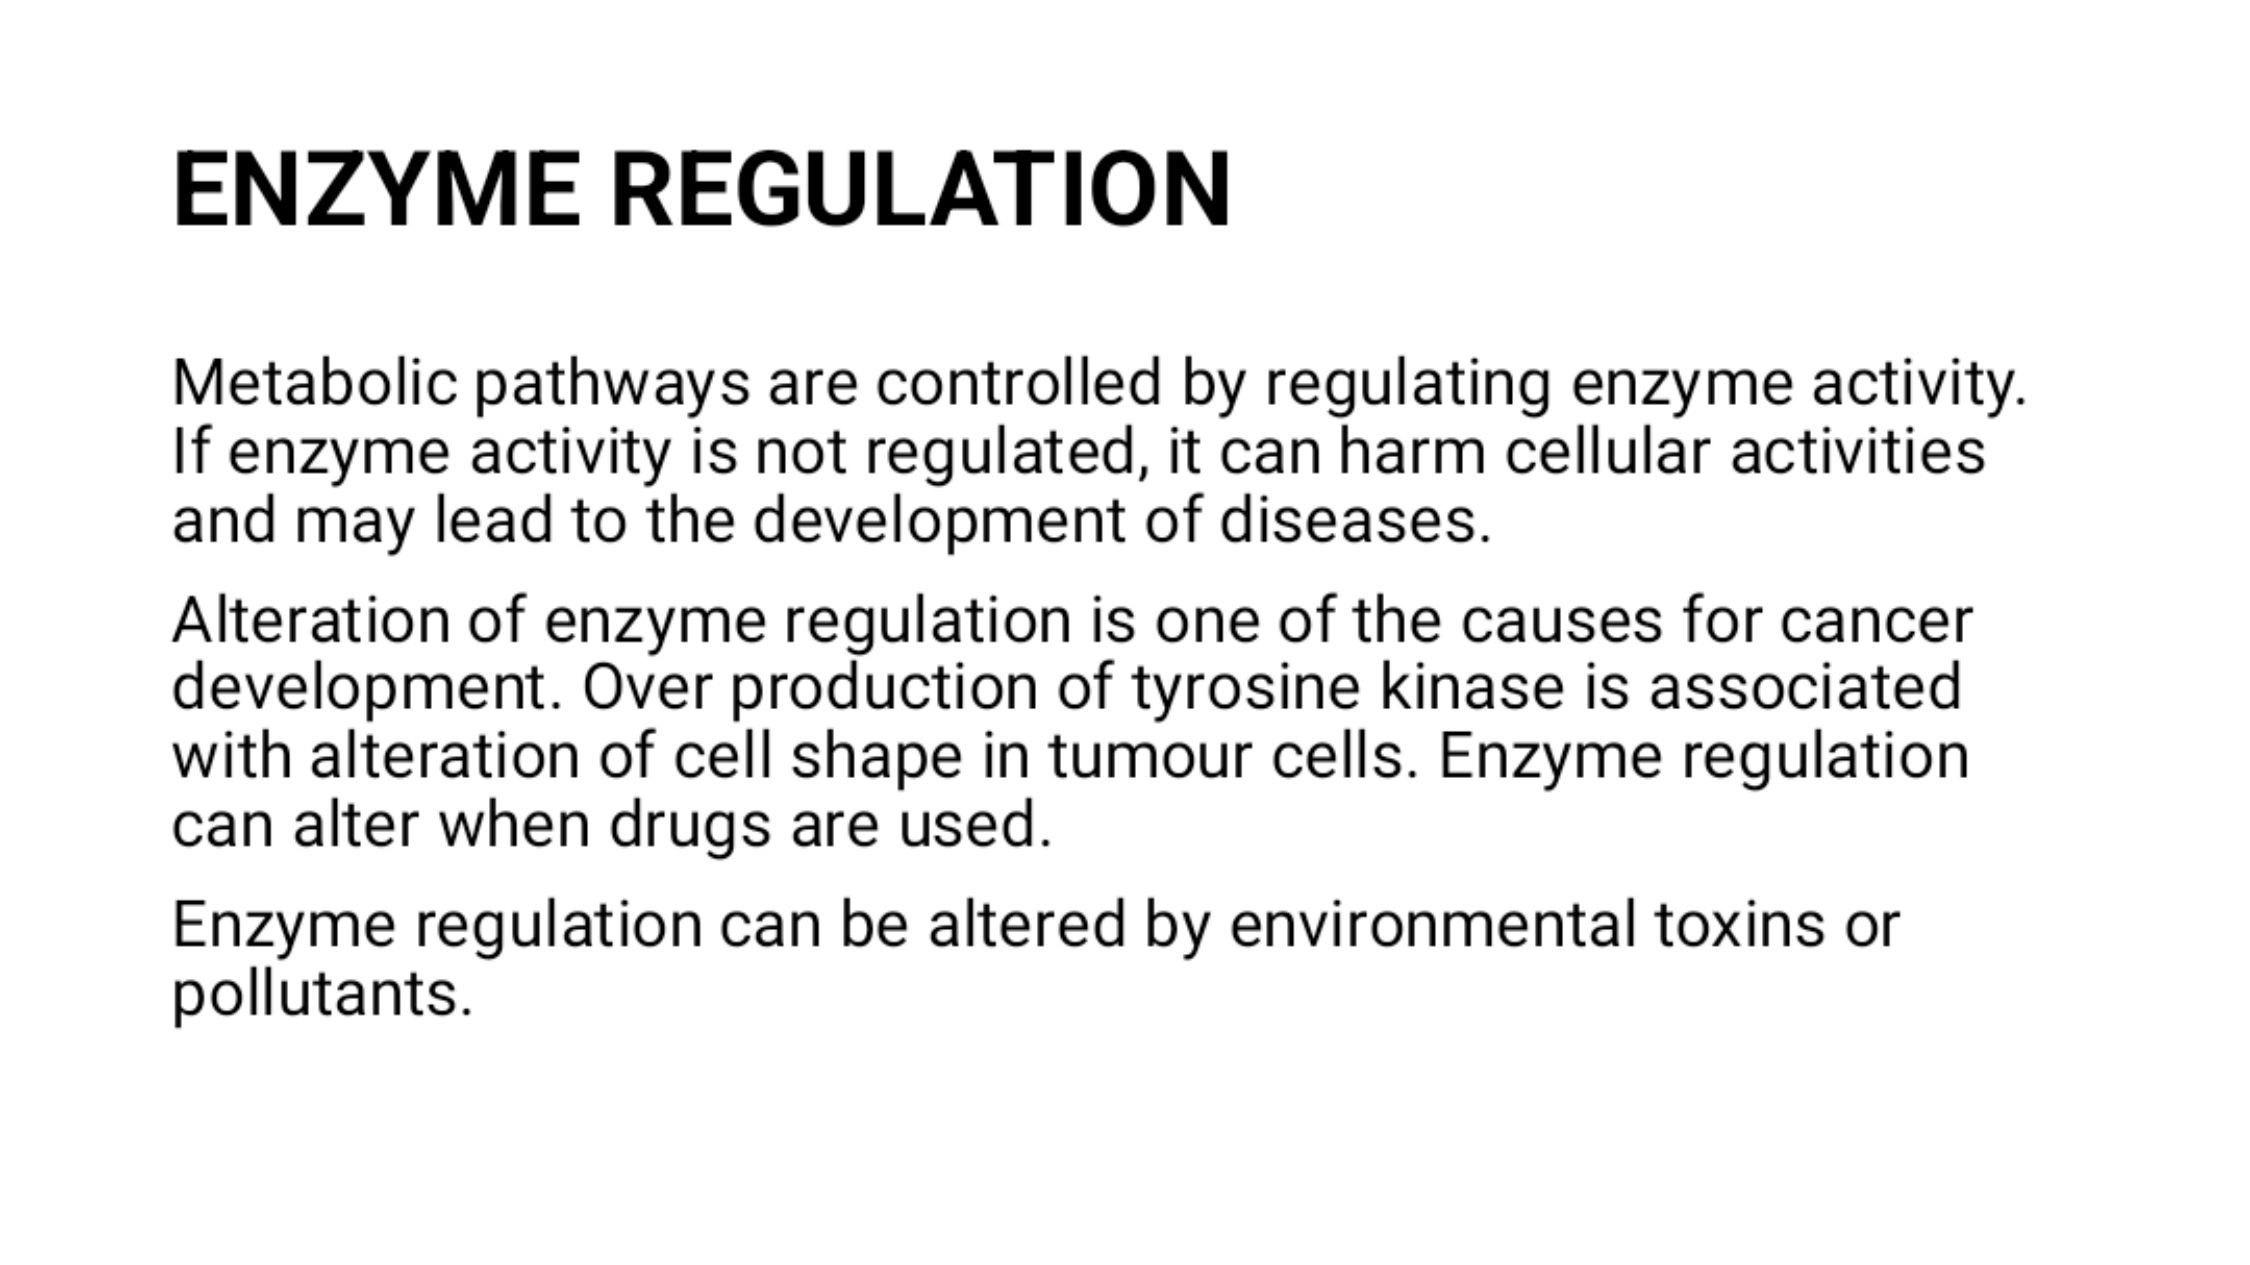 ENZYME REGULATION
Metabolic pathways are controlled by regulating enzyme activity.
If enzyme activity is not regulated, it can harm cellular activities
and may lead to the development of diseases.
Alteration of enzyme regulation is one of the causes for cancer
development. Over production of tyrosine kinase is associated
with alteration of cell shape in tumour cells. Enzyme regulation
can alter when drugs are used.
Enzyme regulation can be altered by environmental toxins or
pollutants.